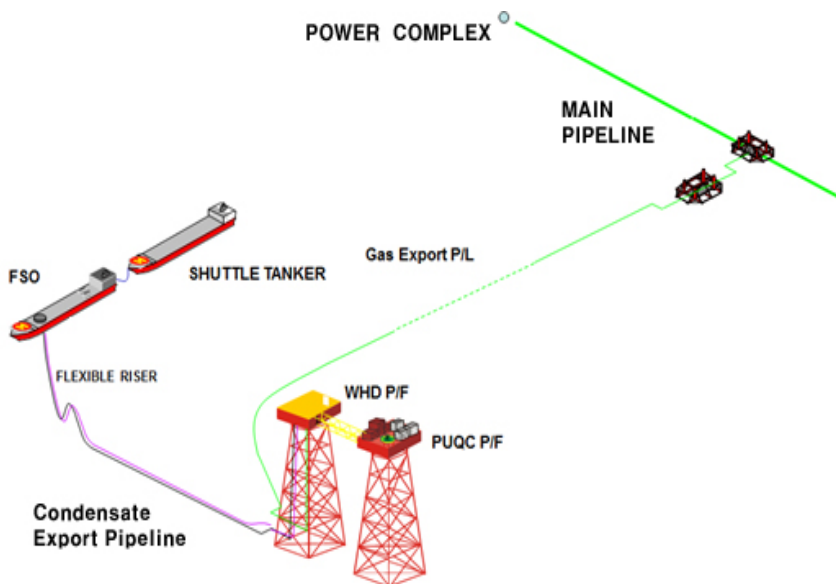 POWER COMPLEX
MAIN
PIPELINE
Gas Export P/L
SHUTTLE TANKER
FSO
FLEXIBLE RISER
WHD P/F
PUQC P/F
Condensate
Export Pipeline